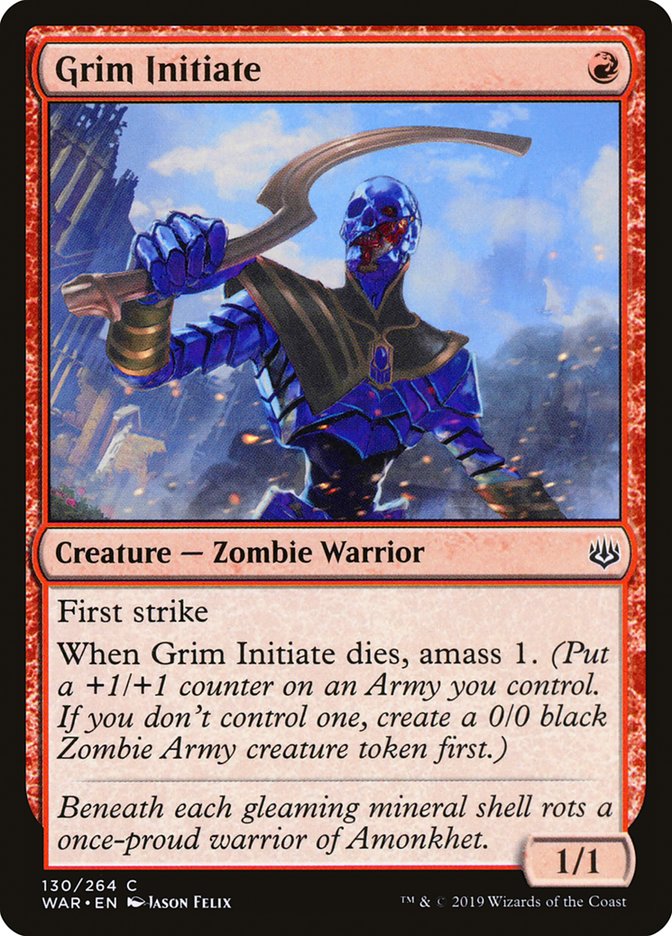 Grim Initiate
Creature — Zombie Warrior
First strike
When Grim Initiate dies, amass 1. (Put
a +1/+1 counter on an Army you control.
If you don't control one, create a 0/0 black
Zombie Army creature token first.)
Beneath each gleaming mineral shell rots a
once-proud warrior of Amonkhet.
1/1
130/264 C
WAR • EN Jason Felix
™ & © 2019 Wizards of the Coast